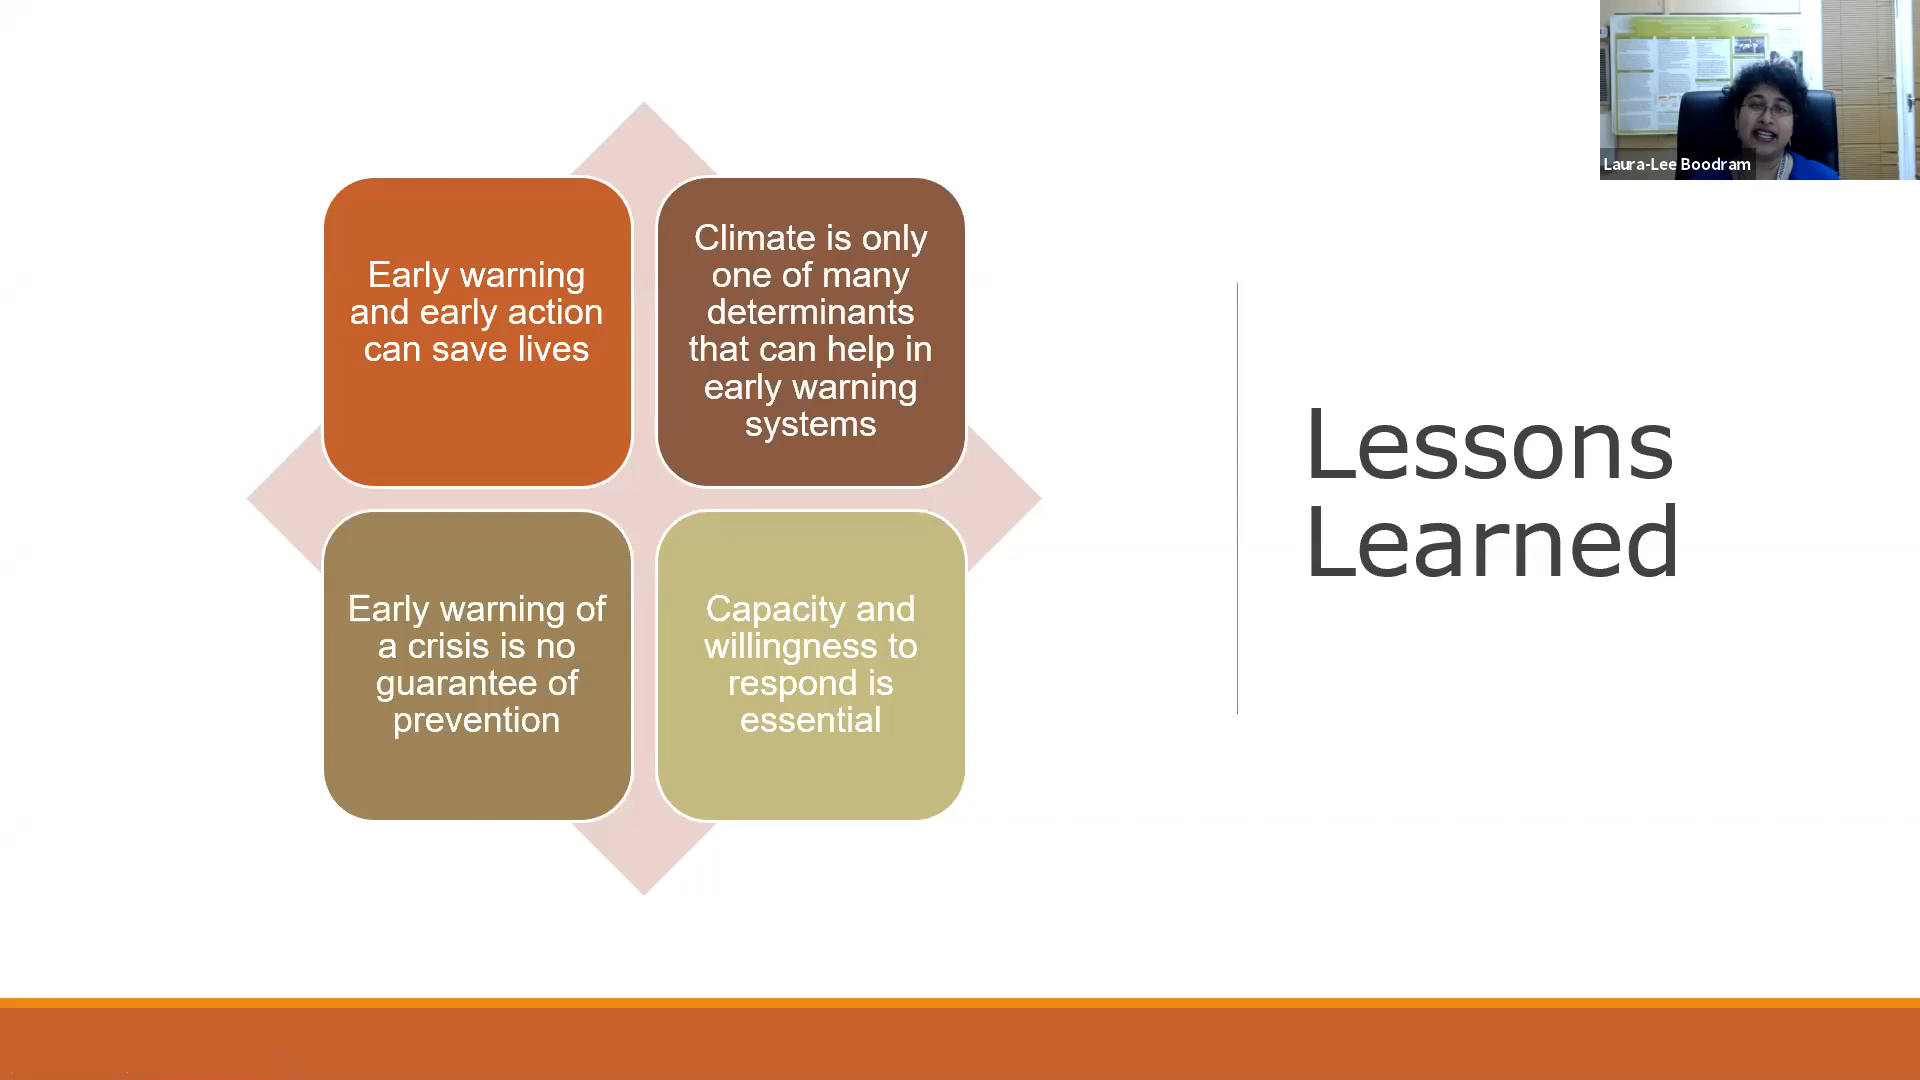 Laura-Lee Boodram
Early warning
and early action
can save lives
Climate is only
one of many
determinants
that can help in
early warning
systems
Early warning of
a crisis is no
guarantee of
prevention
Capacity and
willingness to
respond is
essential
Lessons
Learned